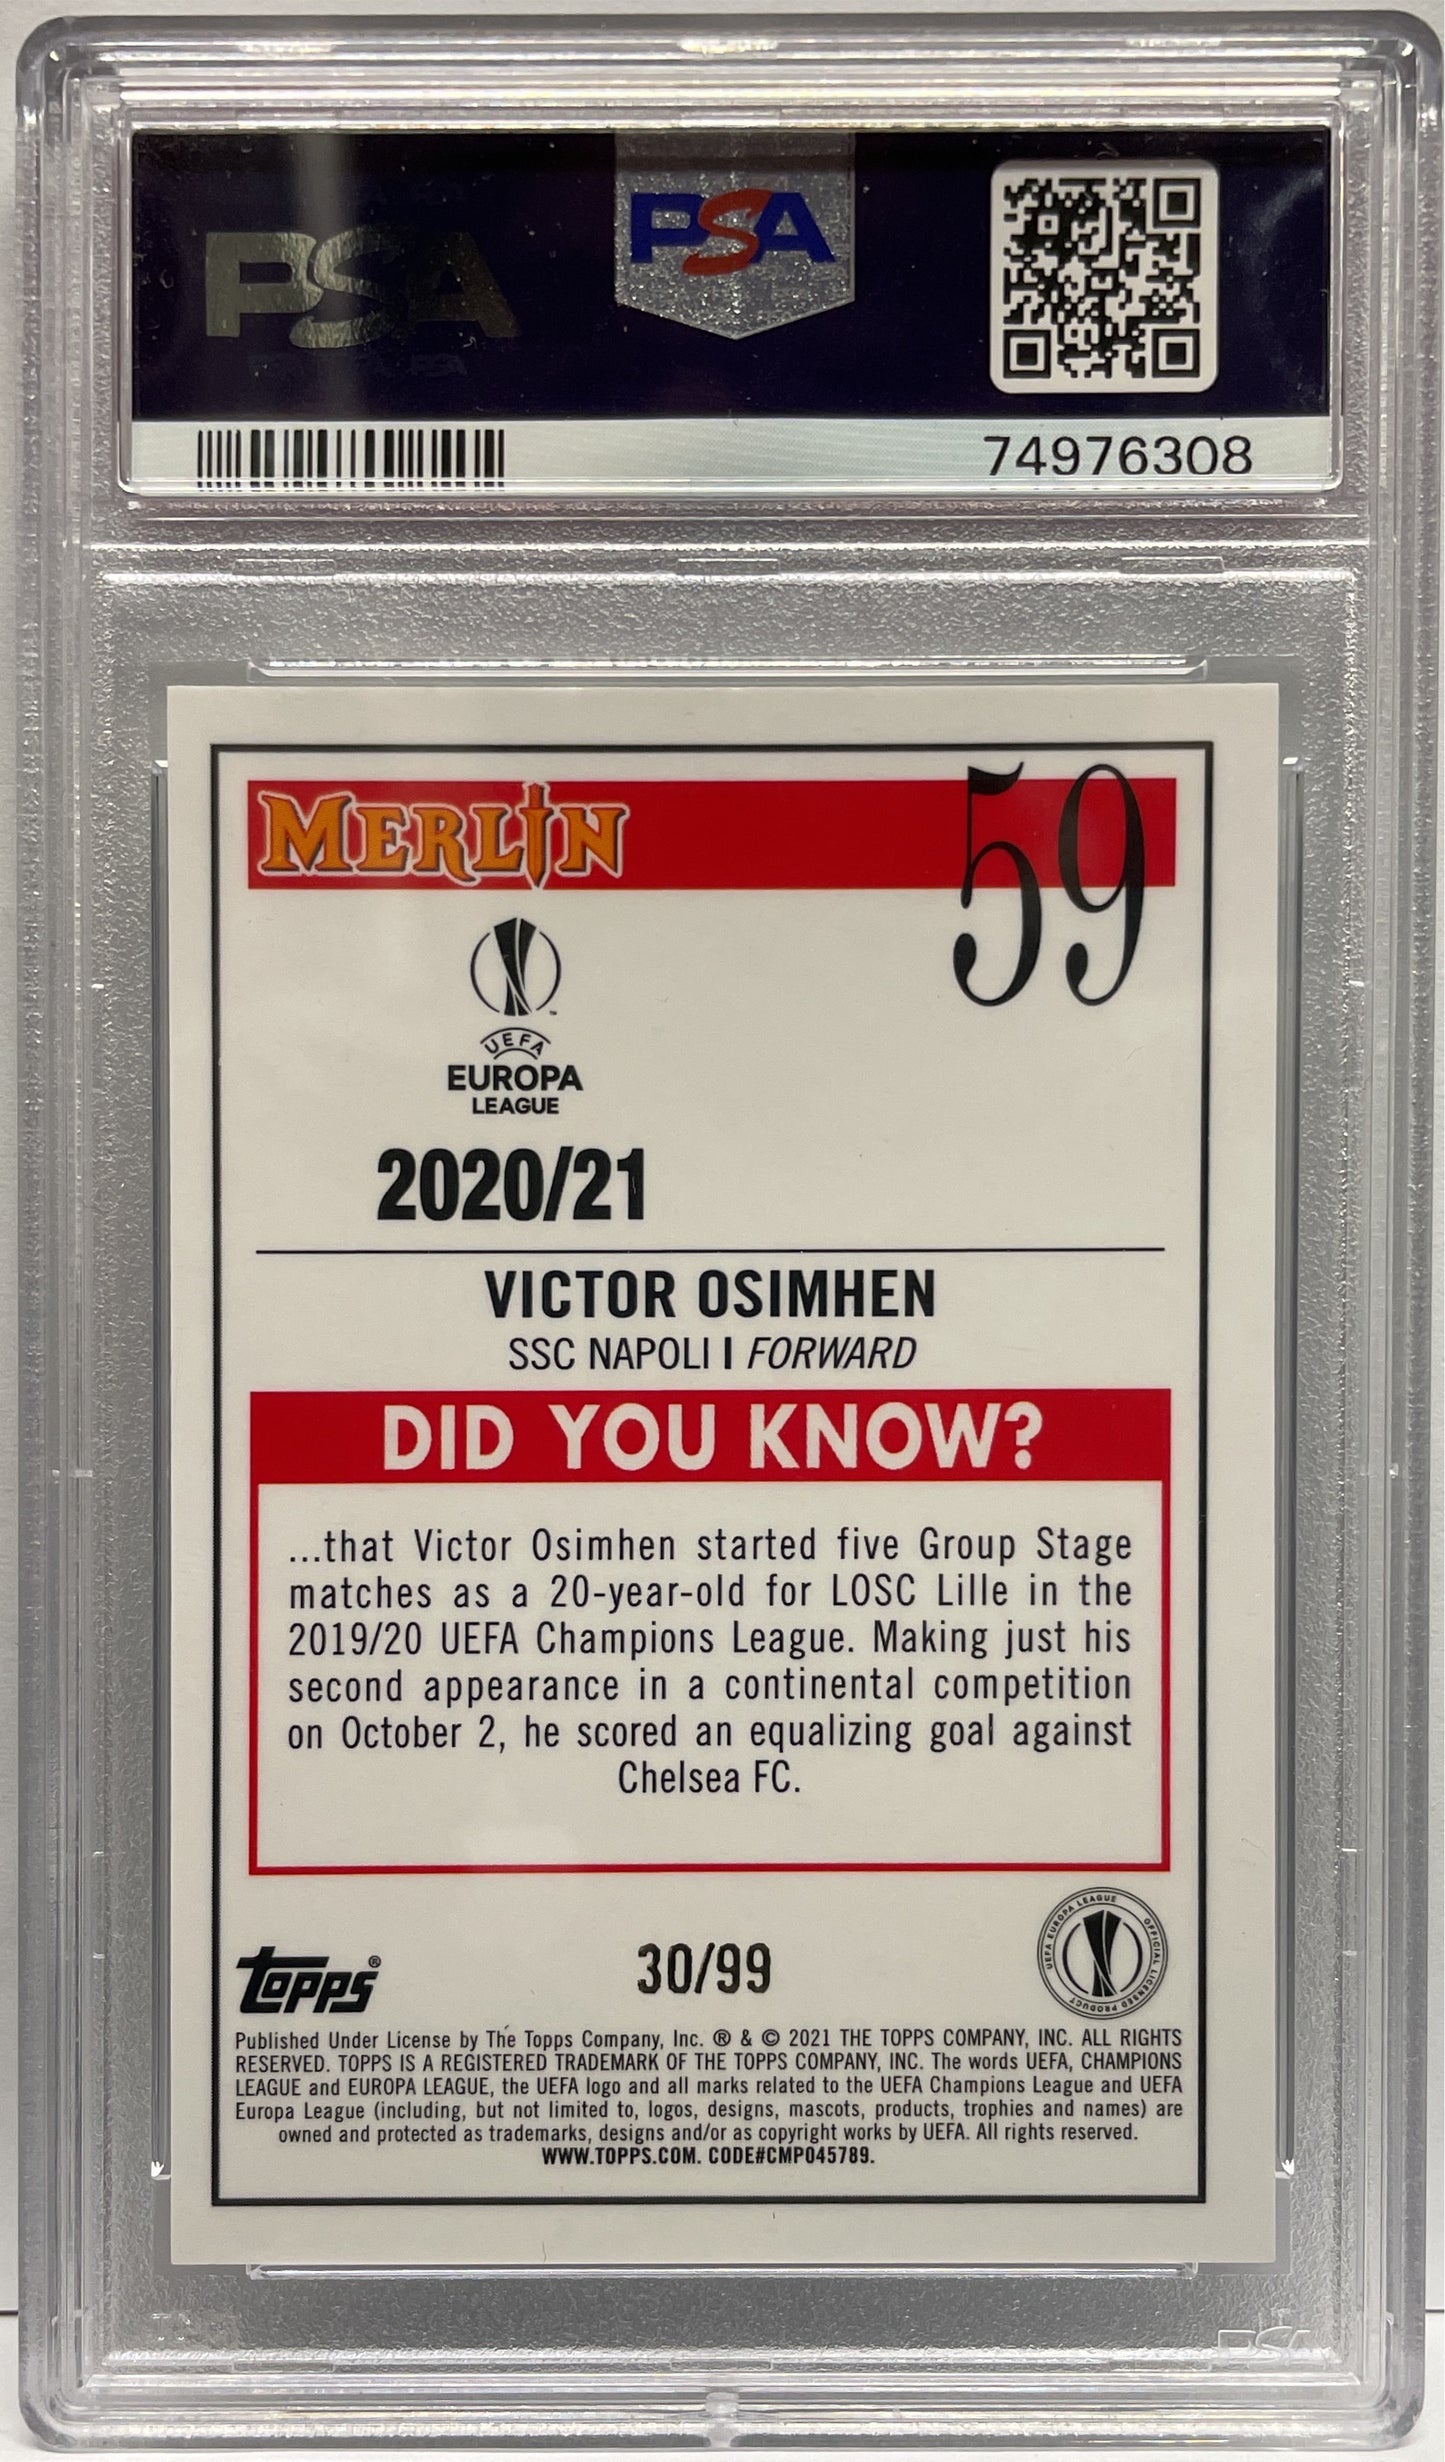 PSA
PSA
74976308
MERLIN
59
UEFA
EUROPA
LEAGUE
2020/21
VICTOR OSIMHEN
SSC NAPOLI | FORWARD
DID YOU KNOW?
...that Victor Osimhen started five Group Stage
matches as a 20-year-old for LOSC Lille in the
2019/20 UEFA Champions League. Making just his
second appearance in a continental competition
on October 2, he scored an equalizing goal against
Chelsea FC.
topps®
30/99
UEFA EUROPA LEAGUE OFFICIAL LICENSED PRODUCT
Published Under License by The Topps Company, Inc. ® & © 2021 THE TOPPS COMPANY, INC. ALL RIGHTS
RESERVED. TOPPS IS A REGISTERED TRADEMARK OF THE TOPPS COMPANY, INC. The words UEFA, CHAMPIONS
LEAGUE and EUROPA LEAGUE, the UEFA logo and all marks related to the UEFA Champions League and UEFA
Europa League (including, but not limited to, logos, designs, mascots, products, trophies and names) are
owned and protected as trademarks, designs and/or as copyright works by UEFA. All rights reserved.
WWW.TOPPS.COM. CODE#CMP045789.
PSA